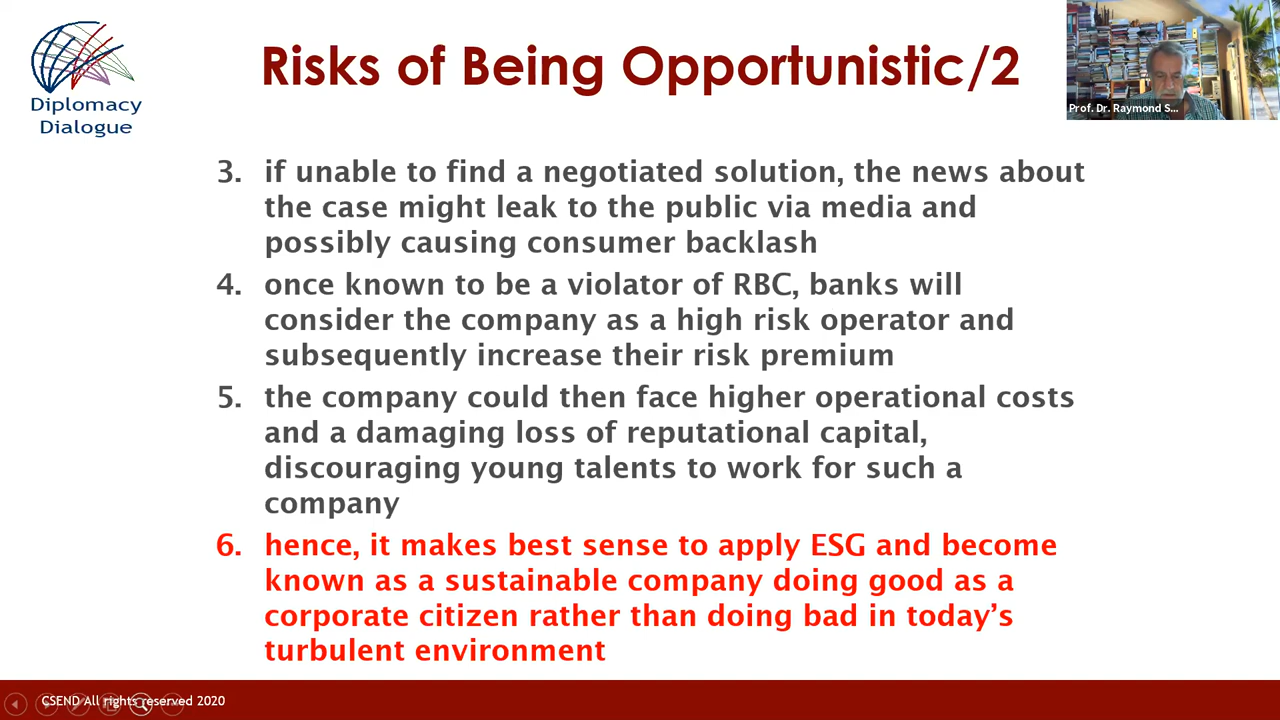 Diplomacy
Dialogue
Risks of Being Opportunistic/2
Prof. Dr. Raymond S...
3. if unable to find a negotiated solution, the news about
the case might leak to the public via media and
possibly causing consumer backlash
4. once known to be a violator of RBC, banks will
consider the company as a high risk operator and
subsequently increase their risk premium
5. the company could then face higher operational costs
and a damaging loss of reputational capital,
discouraging young talents to work for such a
company
6. hence, it makes best sense to apply ESG and become
known as a sustainable company doing good as a
corporate citizen rather than doing bad in today’s
turbulent environment
CSEND All rights reserved 2020